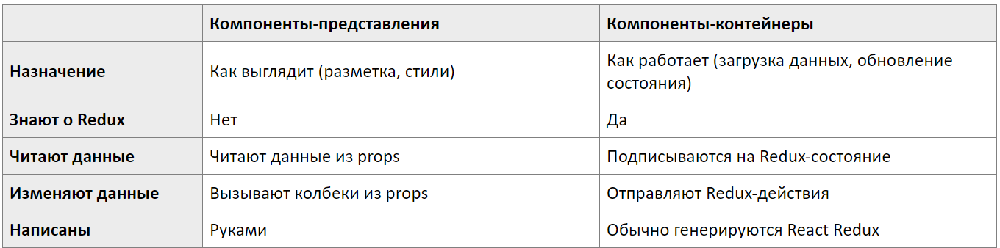 Компоненты-представления Компоненты-контейнеры
Назначение Как выглядит (разметка, стили) Как работает (загрузка данных, обновление
состояния)
Знают о Redux Нет Да
Читают данные Читают данные из props Подписываются на Redux-состояние
Изменяют данные Вызывают колбеки из props Отправляют Redux-действия
Написаны Руками Обычно генерируются React Redux